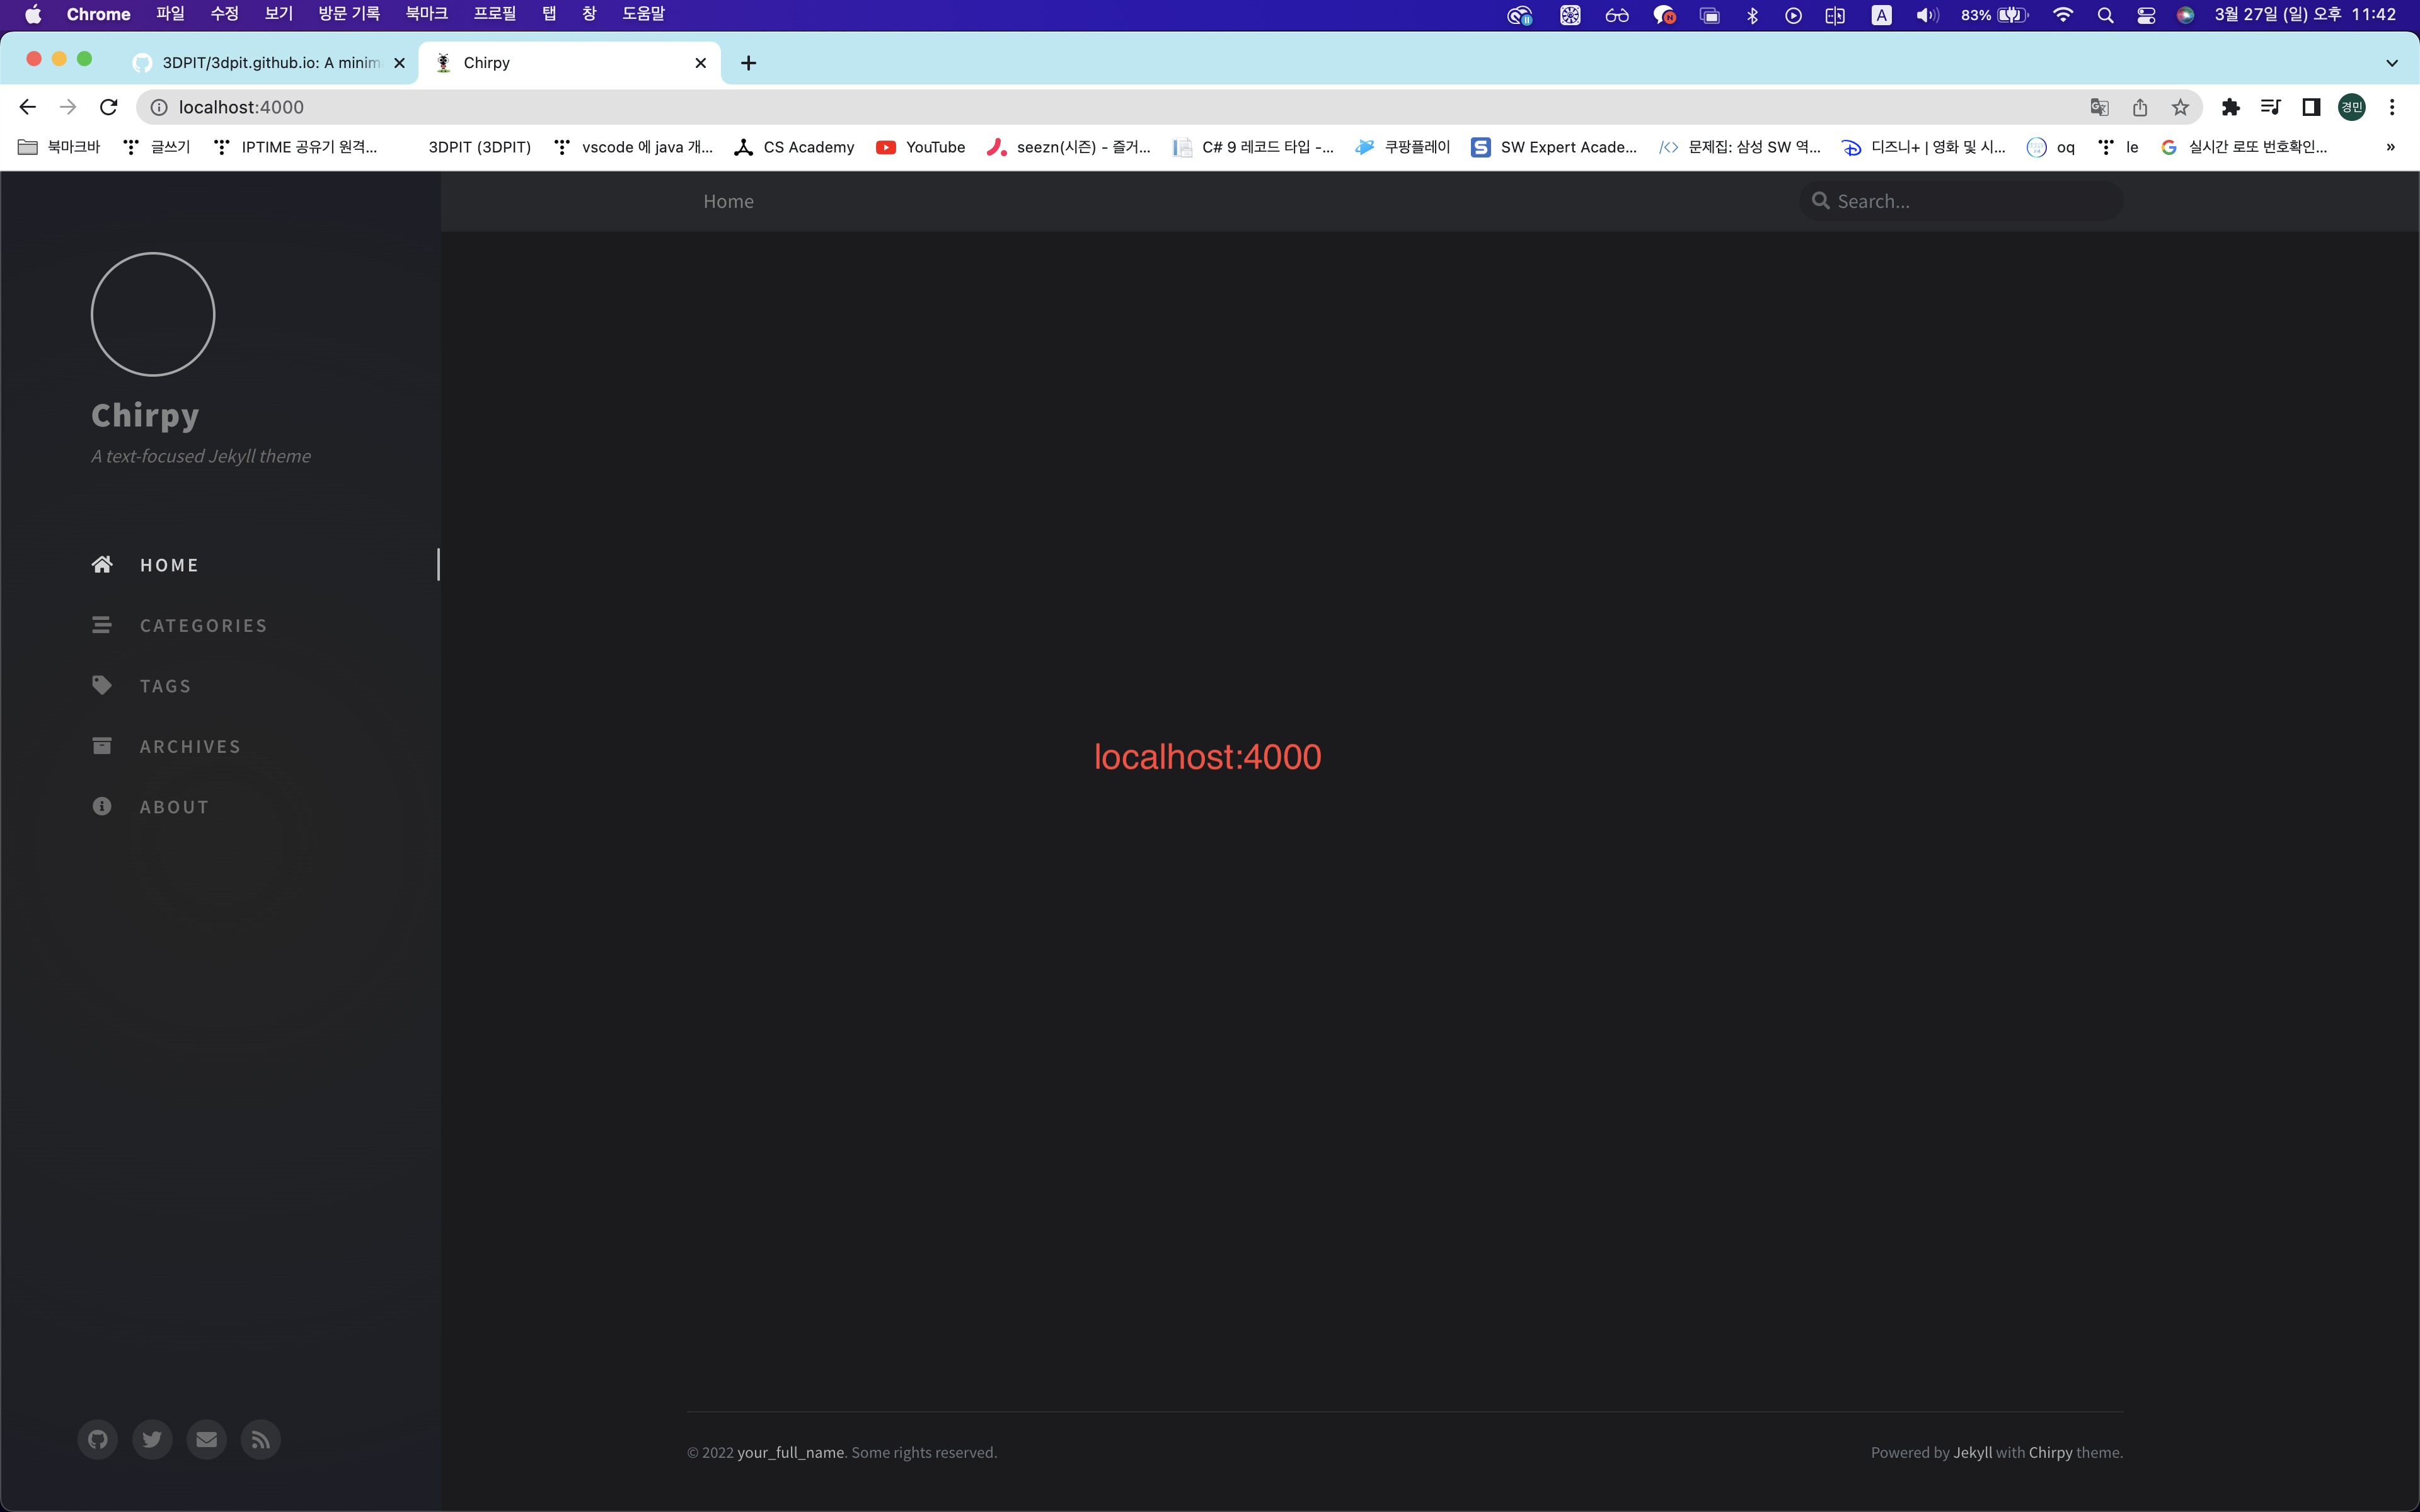 Chrome 파일 수정 보기 방문 기록 북마크 프로필 탭 창 도움말 A 83% 3월 27일 (일) 오후 11:42
3DPIT/3dpit.github.io: A minim Chirpy
localhost:4000 경민
북마크바 글쓰기 IPTIME 공유기 원격... 3DPIT (3DPIT) vscode 에 java 개... CS Academy YouTube seezn(시즌) - 즐거... C# 9 레코드 타입 -... 쿠팡플레이 S SW Expert Acade... 문제집: 삼성 SW 역... 디즈니+ | 영화 및 시... oq le 실시간 로또 번호확인... »
Home Search...
Chirpy
A text-focused Jekyll theme
HOME
CATEGORIES
TAGS
ARCHIVES
ABOUT
localhost:4000
© 2022 your_full_name. Some rights reserved. Powered by Jekyll with Chirpy theme.